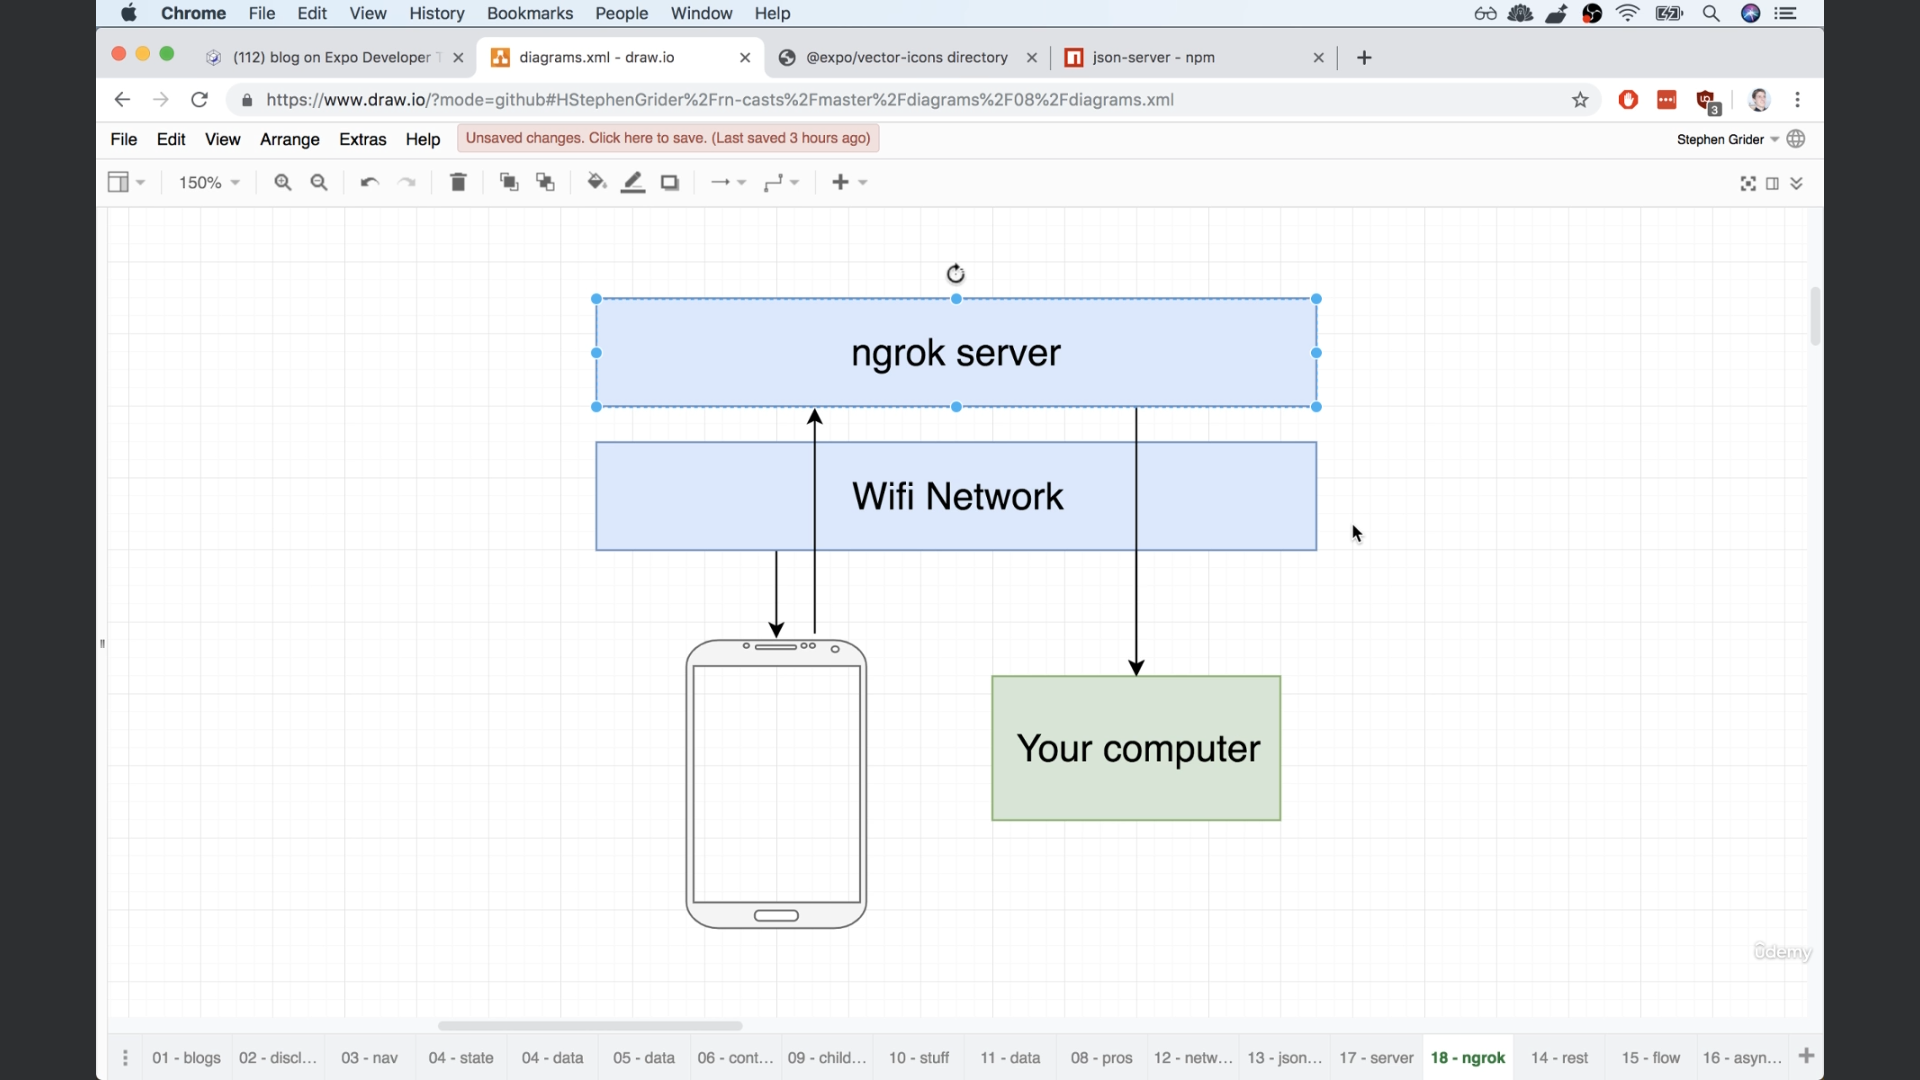 Chrome File Edit View History Bookmarks People Window Help
(112) blog on Expo Developer T
diagrams.xml - draw.io
@expo/vector-icons directory
json-server - npm
https://www.draw.io/?mode=github#HStephenGrider%2Frn-casts%2Fmaster%2Fdiagrams%2F08%2Fdiagrams.xml
3
File Edit View Arrange Extras Help
Unsaved changes. Click here to save. (Last saved 3 hours ago)
Stephen Grider
150%
ngrok server
Wifi Network
Your computer
ûdemy
01 - blogs
02 - discl...
03 - nav
04 - state
04 - data
05 - data
06 - cont...
09 - child...
10 - stuff
11 - data
08 - pros
12 - netw...
13 - json...
17 - server
18 - ngrok
14 - rest
15 - flow
16 - asyn...